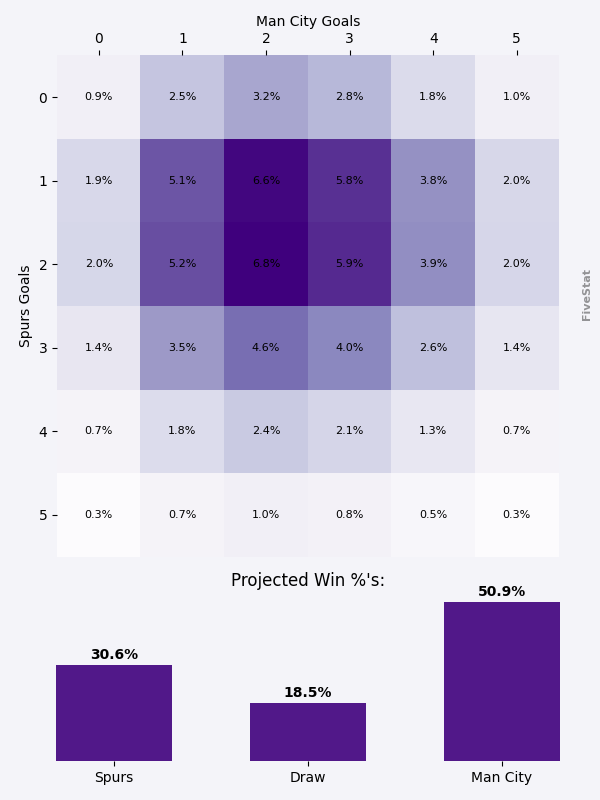 Man City Goals
0 1 2 3 4 5
0 0.9% 2.5% 3.2% 2.8% 1.8% 1.0%
1 1.9% 5.1% 6.6% 5.8% 3.8% 2.0%
2 2.0% 5.2% 6.8% 5.9% 3.9% 2.0%
3 1.4% 3.5% 4.6% 4.0% 2.6% 1.4%
4 0.7% 1.8% 2.4% 2.1% 1.3% 0.7%
5 0.3% 0.7% 1.0% 0.8% 0.5% 0.3%
Spurs Goals
FiveStat
Projected Win %'s:
30.6% 18.5% 50.9%
Spurs Draw Man City